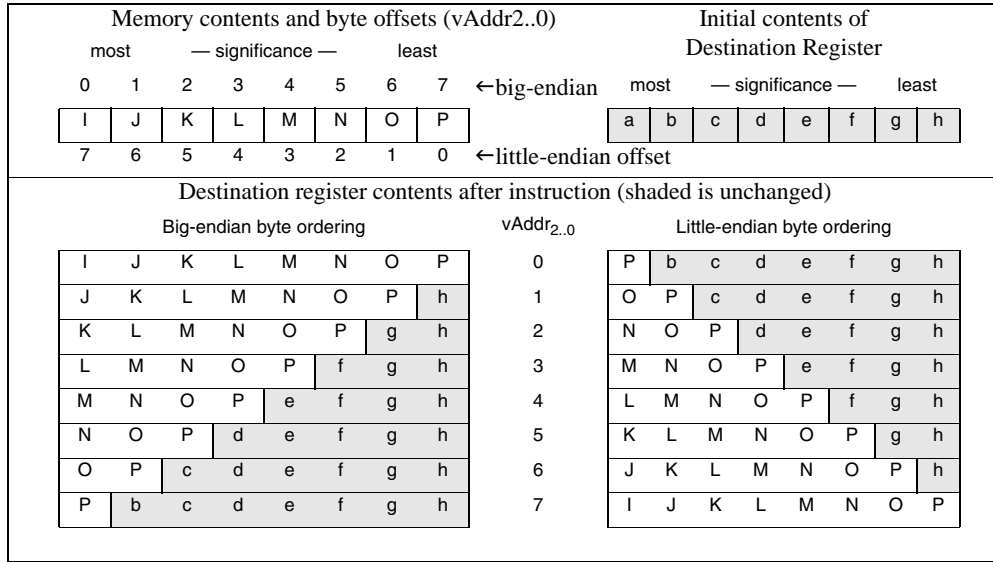 Memory contents and byte offsets (vAddr2..0) Initial contents of
most — significance — least Destination Register
0 1 2 3 4 5 6 7 ←big-endian most — significance — least
I J K L M N O P a b c d e f g h
7 6 5 4 3 2 1 0 ←little-endian offset
Destination register contents after instruction (shaded is unchanged)
Big-endian byte ordering vAddr2..0 Little-endian byte ordering
I J K L M N O P 0 P b c d e f g h
J K L M N O P h 1 O P c d e f g h
K L M N O P g h 2 N O P d e f g h
L M N O P f g h 3 M N O P e f g h
M N O P e f g h 4 L M N O P f g h
N O P d e f g h 5 K L M N O P g h
O P c d e f g h 6 J K L M N O P h
P b c d e f g h 7 I J K L M N O P